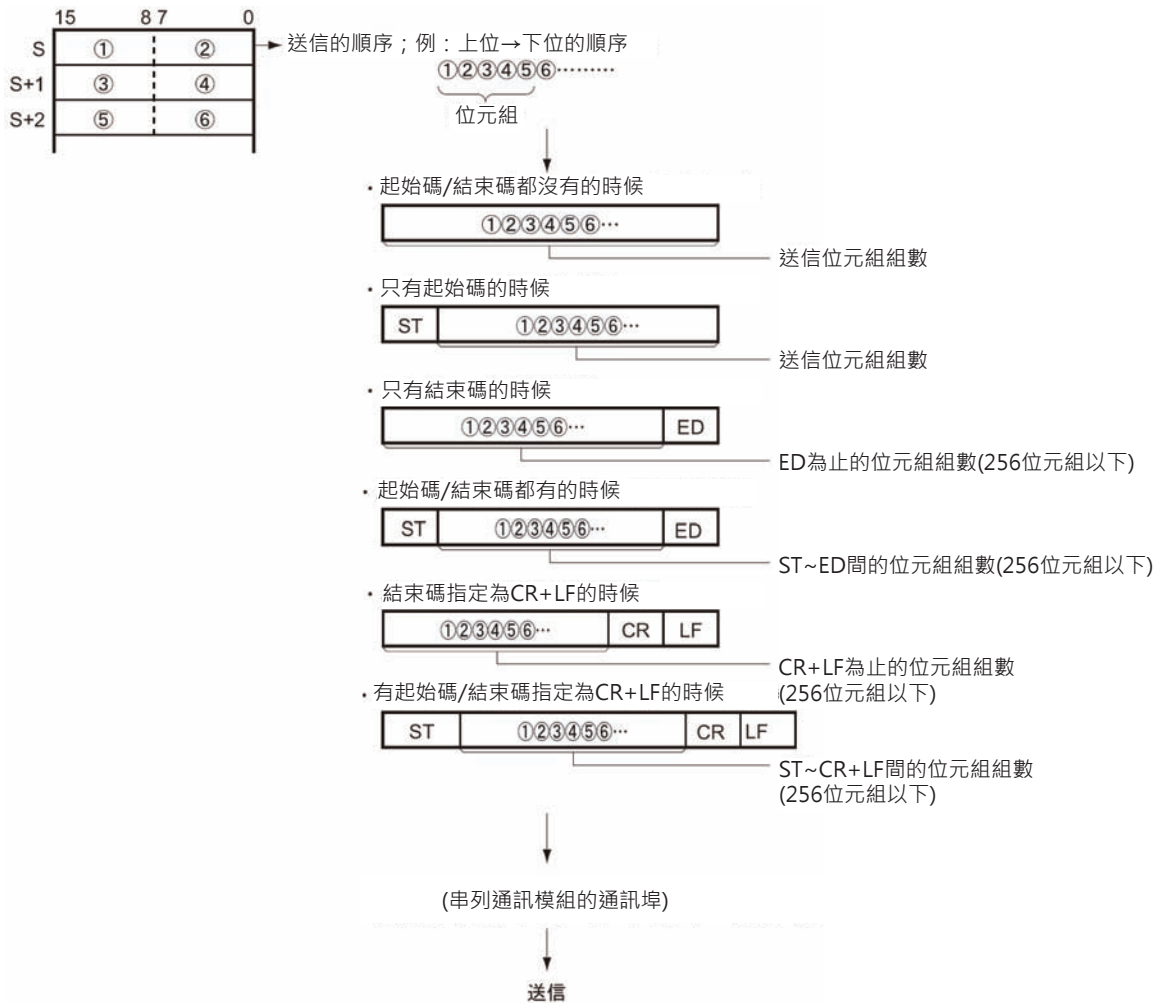 15 8 7 0
S ① ② 送信的順序；例：上位→下位的順序
S+1 ③ ④ ①②③④⑤⑥………
S+2 ⑤ ⑥ 位元組
・起始碼/結束碼都沒有的時候
①②③④⑤⑥…
送信位元組組數
・只有起始碼的時候
ST ①②③④⑤⑥…
送信位元組組數
・只有結束碼的時候
①②③④⑤⑥… ED
ED為止的位元組組數(256位元組以下)
・起始碼/結束碼都有的時候
ST ①②③④⑤⑥… ED
ST~ED間的位元組組數(256位元組以下)
・結束碼指定為CR+LF的時候
①②③④⑤⑥… CR LF
CR+LF為止的位元組組數
(256位元組以下)
・有起始碼/結束碼指定為CR+LF的時候
ST ①②③④⑤⑥… CR LF
ST~CR+LF間的位元組組數
(256位元組以下)
(串列通訊模組的通訊埠)
送信